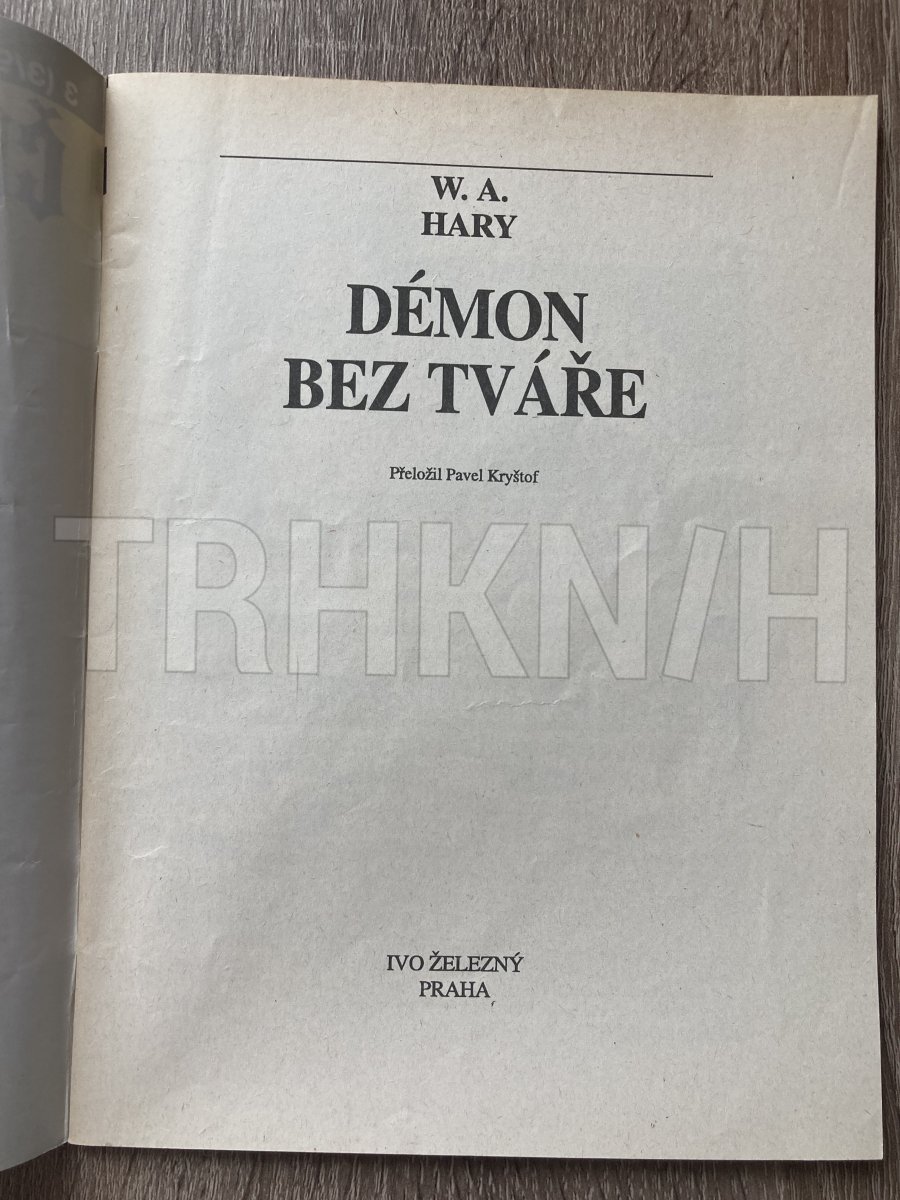 W. A.
HARY
DÉMON
BEZ TVÁŘE
Přeložil Pavel Kryštof
TRHKNIH
IVO ŽELEZNÝ
PRAHA